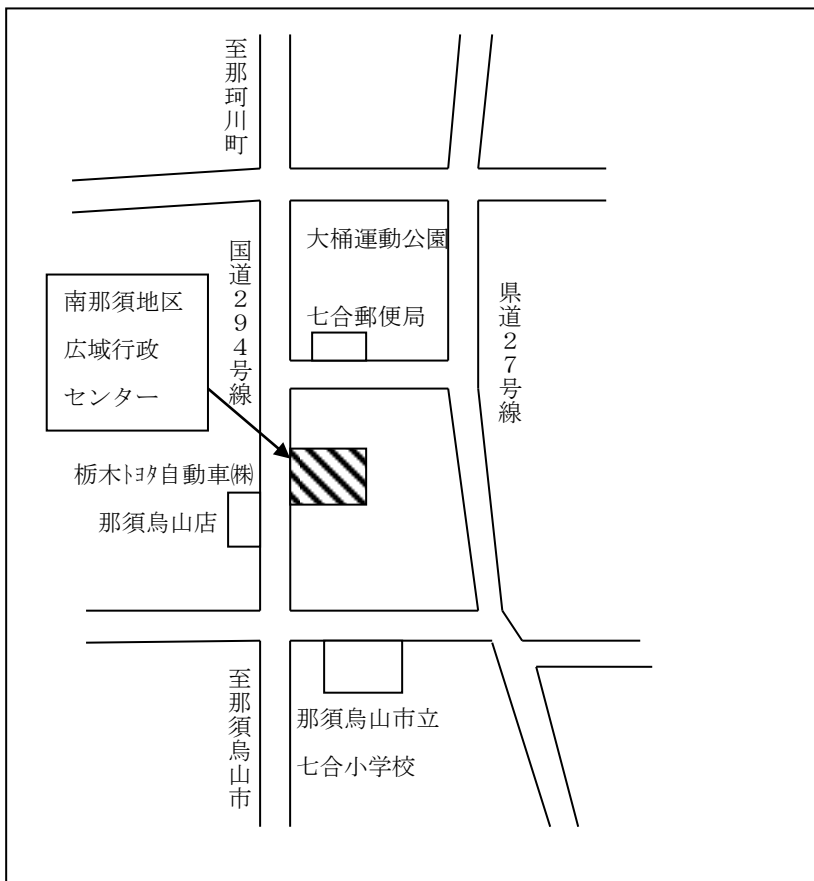 至那珂川町
大桶運動公園
国道２９４号線
七合郵便局
県道２７号線
南那須地区
広域行政
センター
栃木ﾄﾖﾀ自動車㈱
那須烏山店
至那須烏山市
那須烏山市立
七合小学校